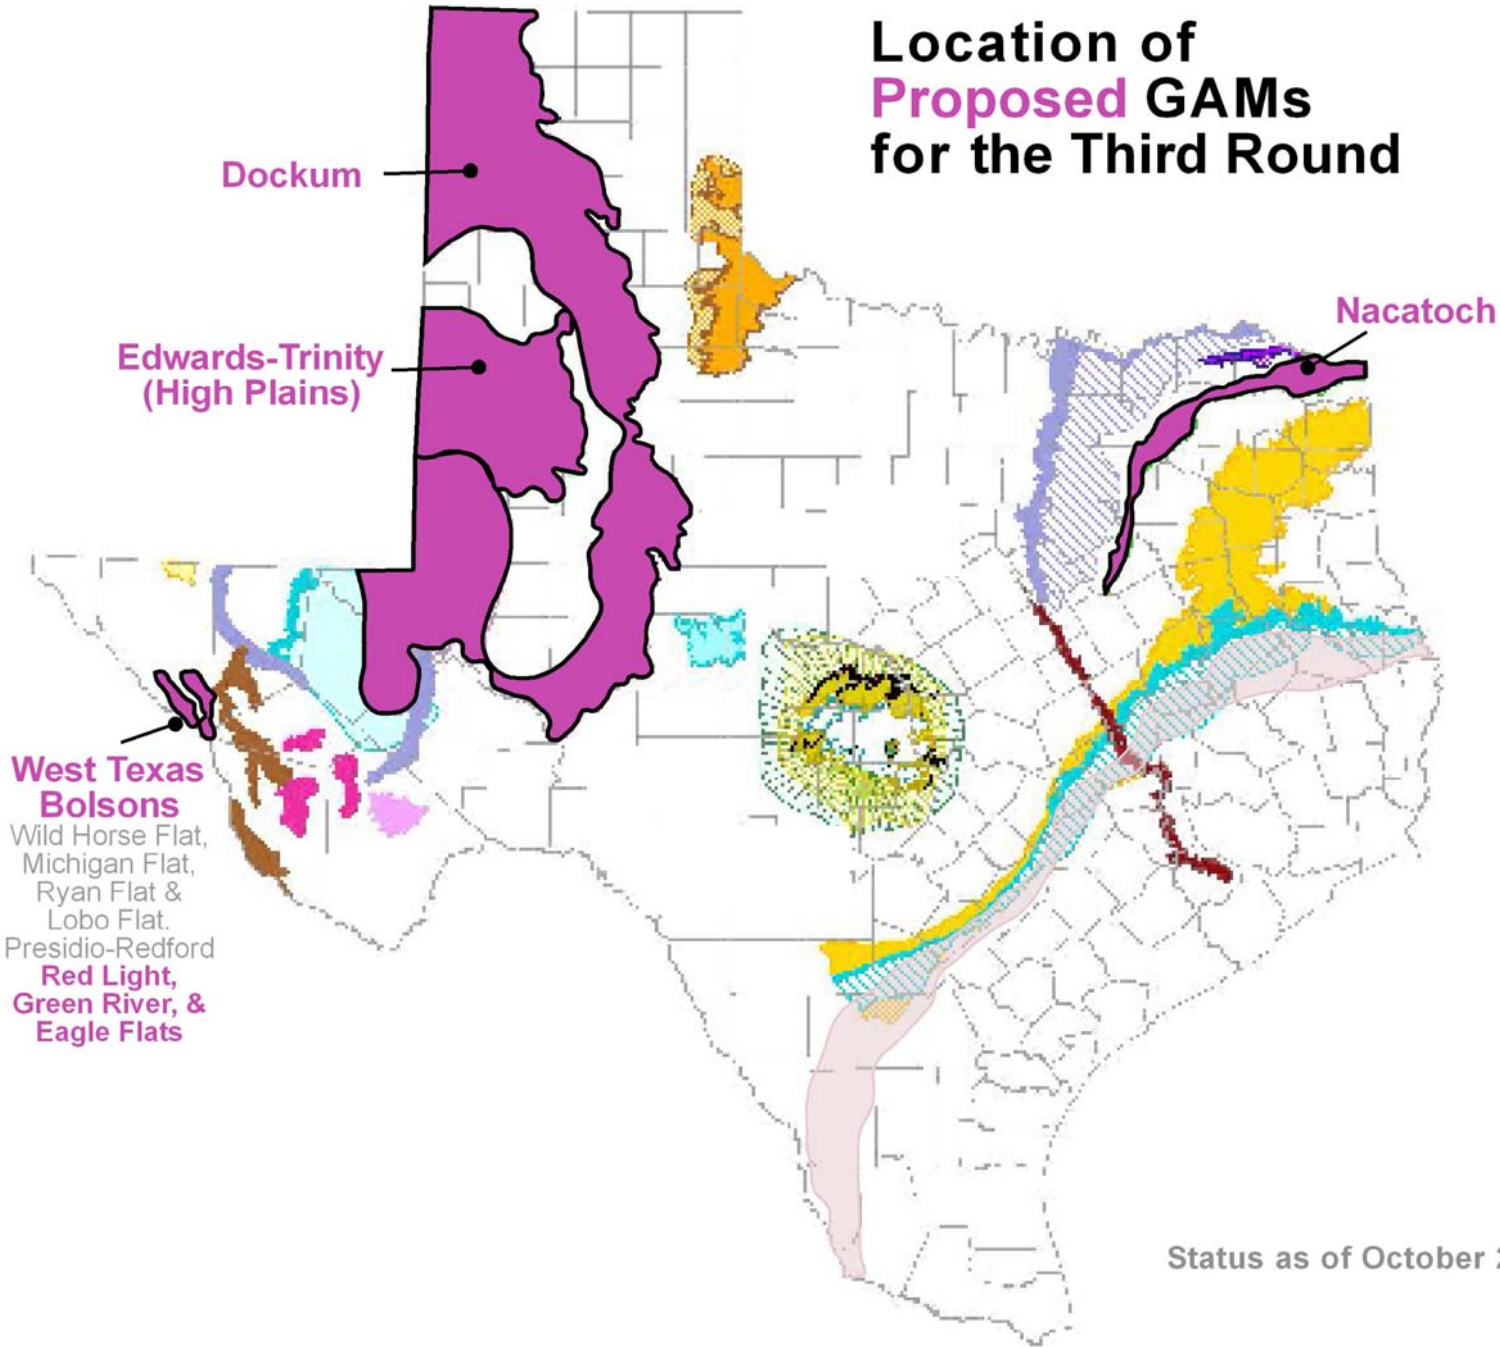 Location of
Proposed GAMs
for the Third Round
Dockum
Nacatoch
Edwards-Trinity
(High Plains)
West Texas
Bolsons
Wild Horse Flat,
Michigan Flat,
Ryan Flat &
Lobo Flat.
Presidio-Redford
Red Light,
Green River, &
Eagle Flats
Status as of October